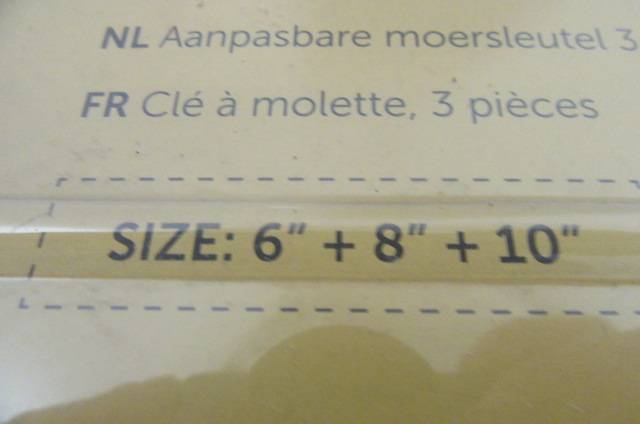 NL Aanpasbare moersleutel 3
FR Clé à molette, 3 pièces
SIZE: 6" + 8" + 10"